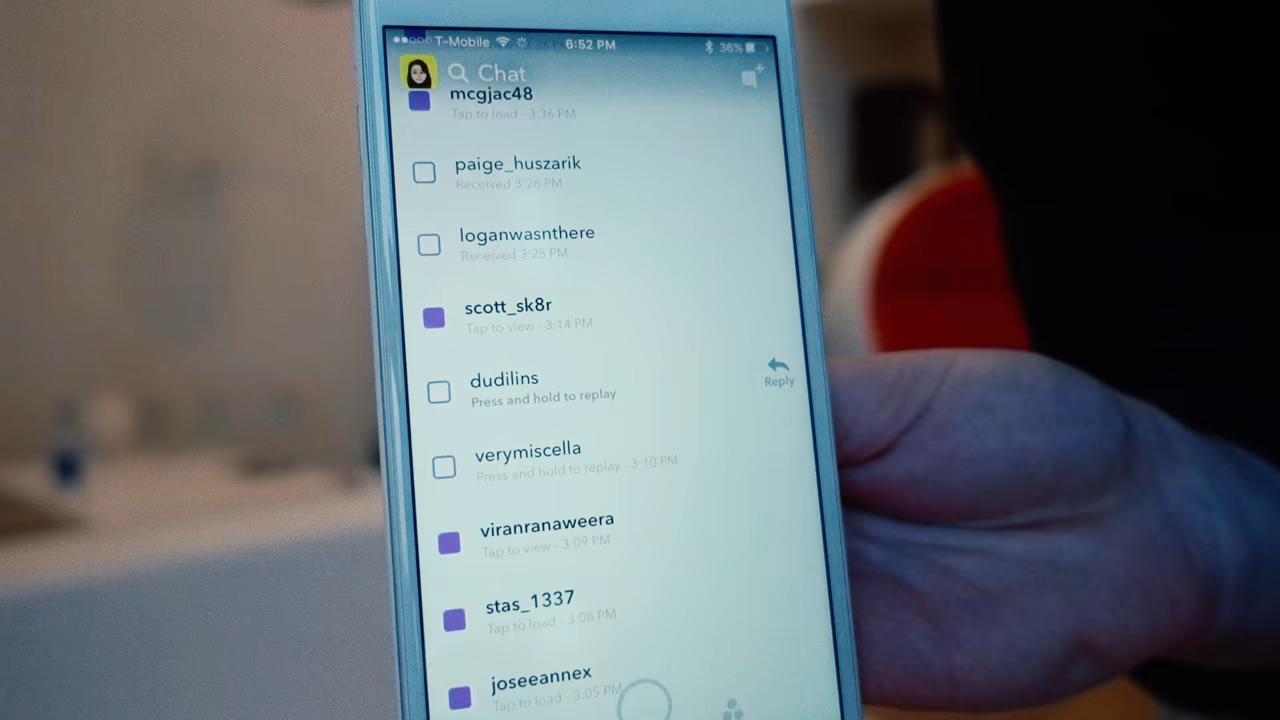 T-Mobile 6:52 PM 36%
Chat
mcgjac48
Tap to load - 3:36 PM
paige_huszarik
Received 3:26 PM
loganwasnthere
Received 3:25 PM
scott_sk8r
Tap to view - 3:14 PM
dudilins
Press and hold to replay
Reply
verymiscella
Press and hold to replay - 3:10 PM
viranranaweera
Tap to view - 3:09 PM
stas_1337
Tap to load - 3:08 PM
joseeannex
Tap to load - 3:05 PM